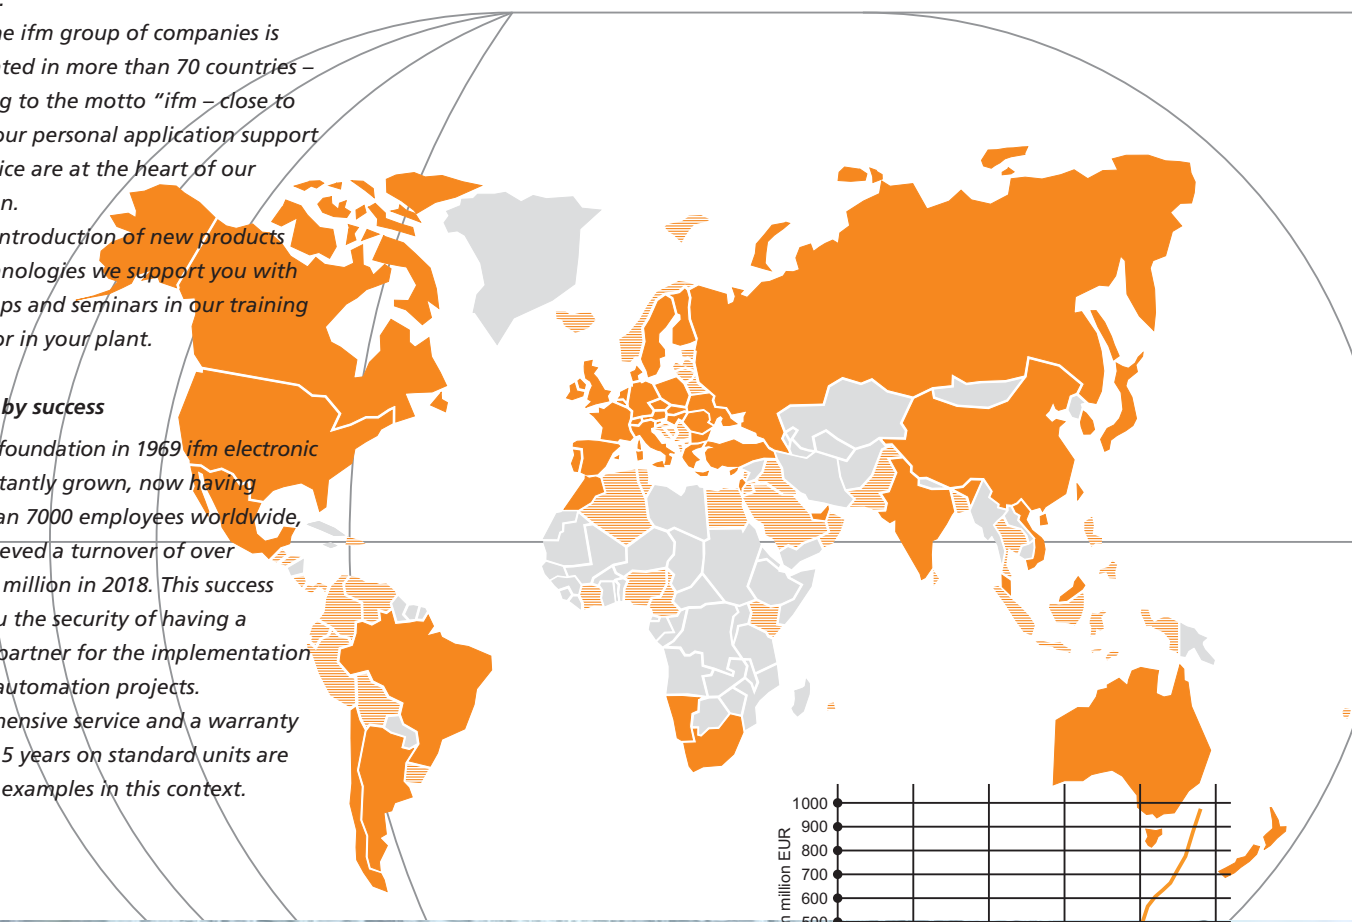 ne ifm group of companies is
ted in more than 70 countries –
g to the motto “ifm – close to
our personal application support
ice are at the heart of our
n.
introduction of new products
nnologies we support you with
ps and seminars in our training
or in your plant.
by success
foundation in 1969 ifm electronic
tantly grown, now having
an 7000 employees worldwide,
eved a turnover of over
million in 2018. This success
u the security of having a
partner for the implementation
automation projects.
nensive service and a warranty
5 years on standard units are
examples in this context.
1000
900
800
700
600
500
n million EUR